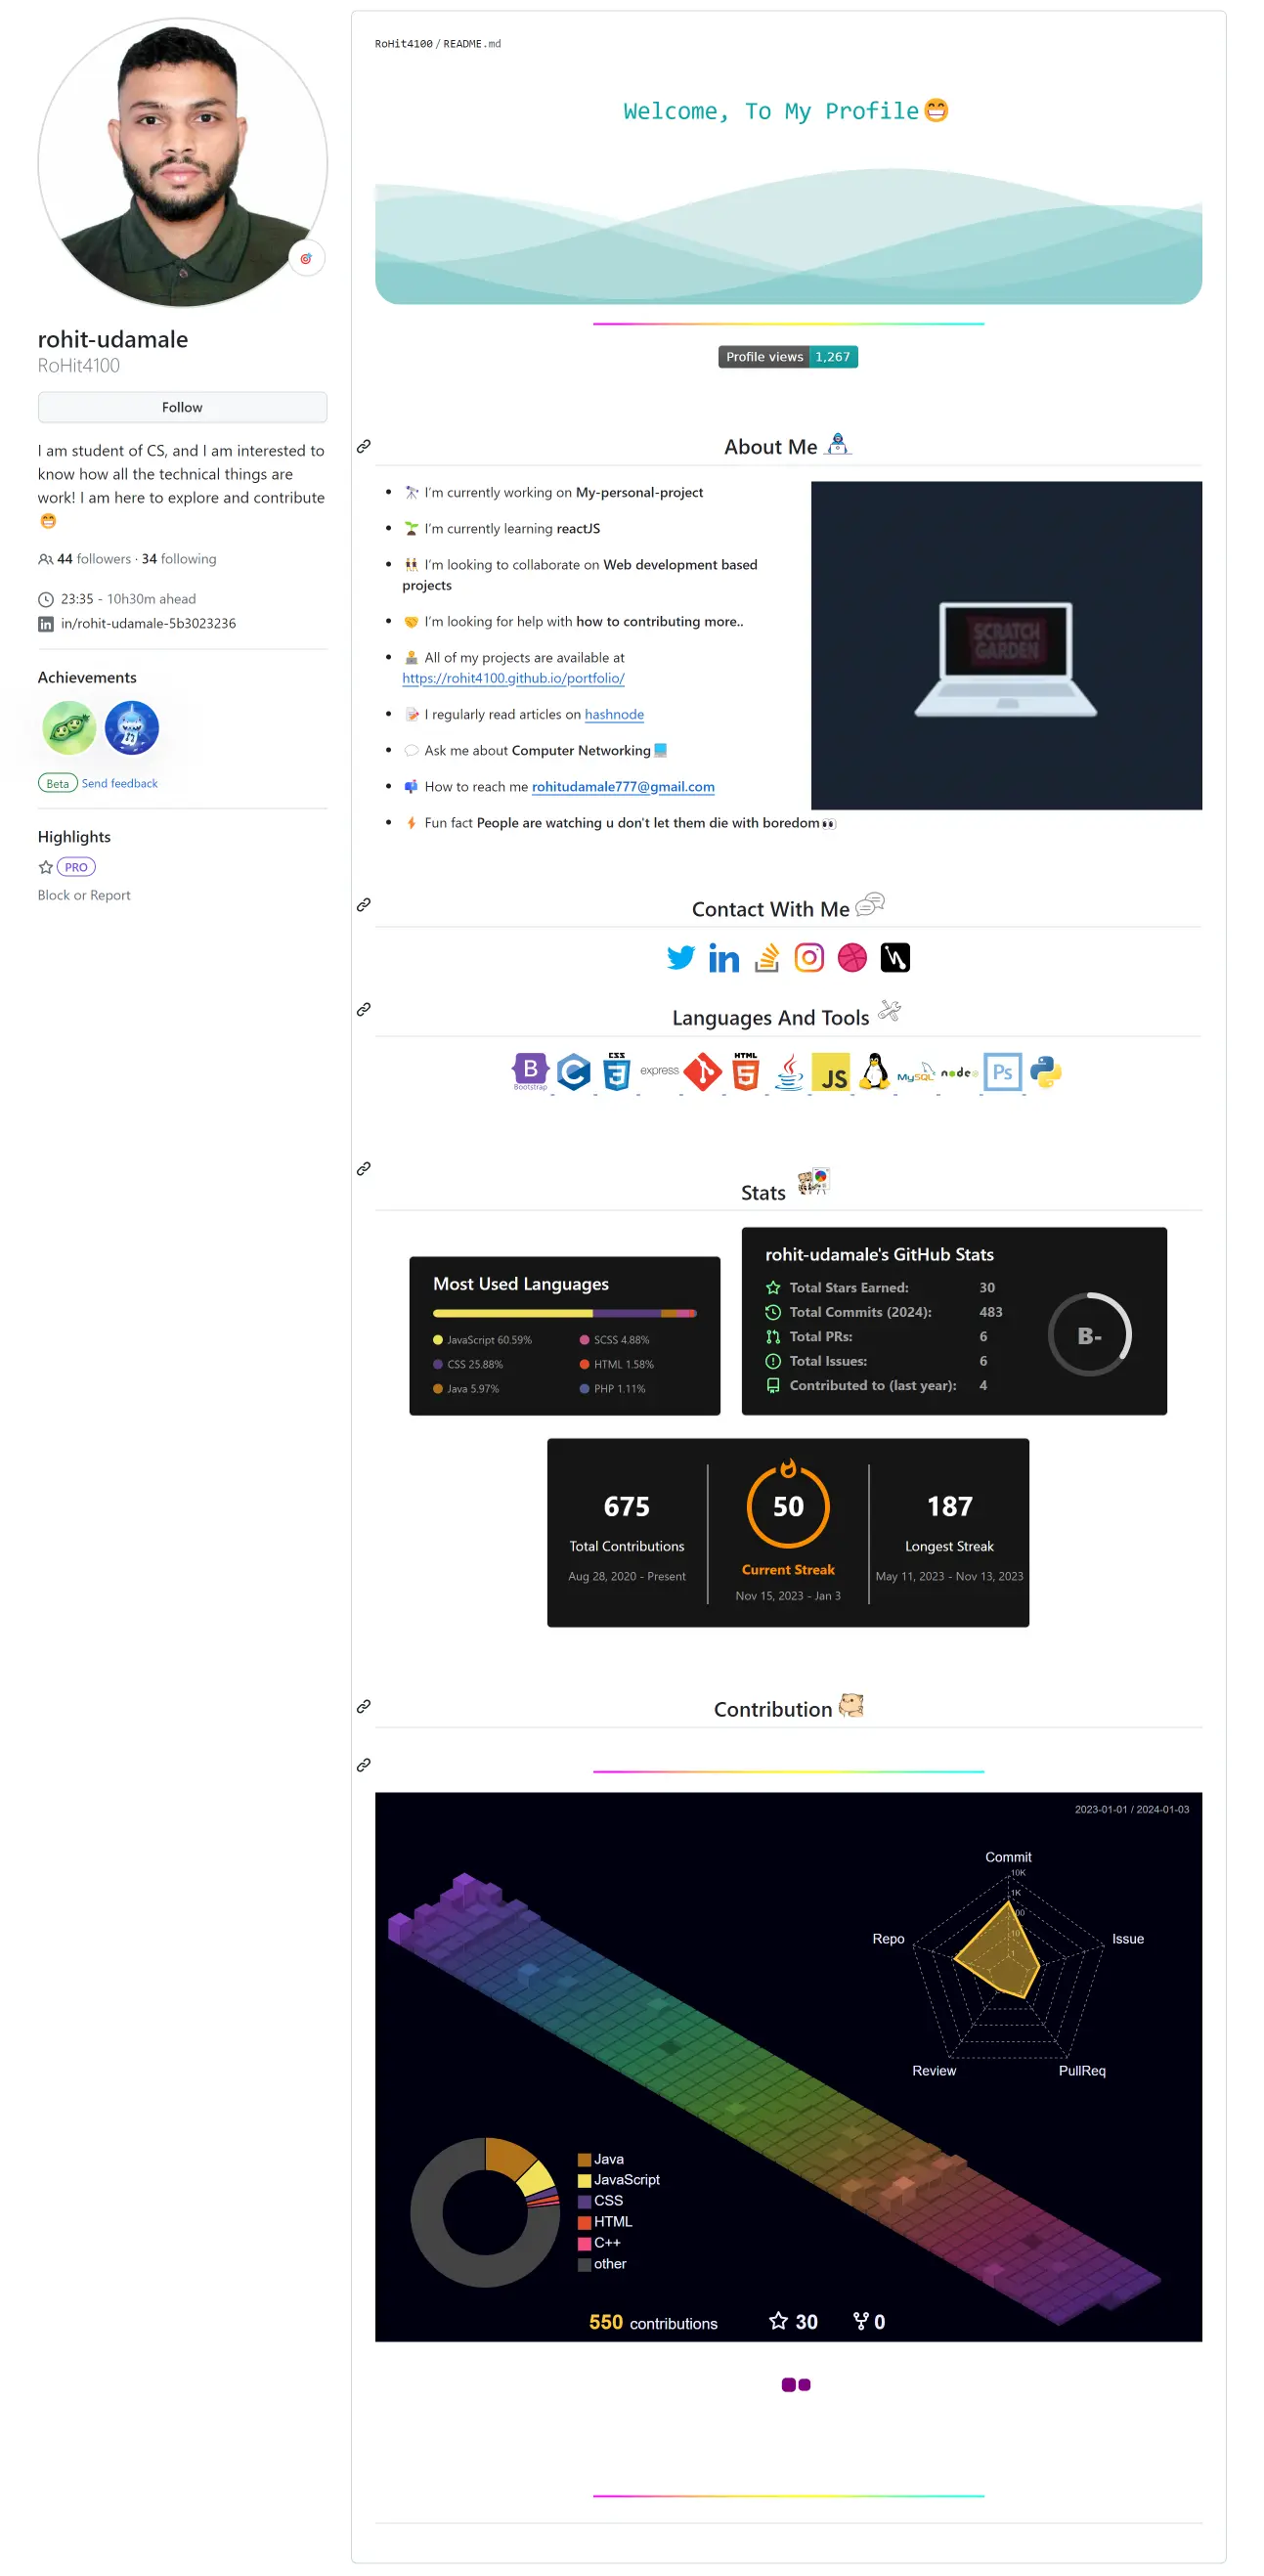 rohit-udamale
RoHit4100
Follow
I am student of CS, and I am interested to
know how all the technical things are
work! I am here to explore and contribute
😁
44 followers · 34 following
23:35 - 10h30m ahead
in/rohit-udamale-5b3023236
Achievements
Beta Send feedback
Highlights
PRO
Block or Report
RoHit4100 / README.md
Welcome, To My Profile😁
Profile views 1,267
About Me
🔭 I'm currently working on My-personal-project
🌱 I'm currently learning reactJS
👯 I'm looking to collaborate on Web development based
projects
🤝 I'm looking for help with how to contributing more..
👨‍💻 All of my projects are available at
https://rohit4100.github.io/portfolio/
📝 I regularly read articles on hashnode
💬 Ask me about Computer Networking
📫 How to reach me rohitudamale777@gmail.com
⚡ Fun fact People are watching u don't let them die with boredom👀
SCRATCH
GARDEN
Contact With Me
in
Languages And Tools
B
Bootstrap
C
CSS
3
express
HTML
5
JS
MySQL
node
Ps
Stats
Most Used Languages
JavaScript 60.59%
CSS 25.88%
Java 5.97%
SCSS 4.88%
HTML 1.58%
PHP 1.11%
rohit-udamale's GitHub Stats
Total Stars Earned: 30
Total Commits (2024): 483
Total PRs: 6
Total Issues: 6
Contributed to (last year): 4
B-
675
Total Contributions
Aug 28, 2020 - Present
50
Current Streak
Nov 15, 2023 - Jan 3
187
Longest Streak
May 11, 2023 - Nov 13, 2023
Contribution
2023-01-01 / 2024-01-03
Commit
10K
1K
10
1
Repo
Issue
Review
PullReq
Java
JavaScript
CSS
HTML
C++
other
550 contributions
30
0